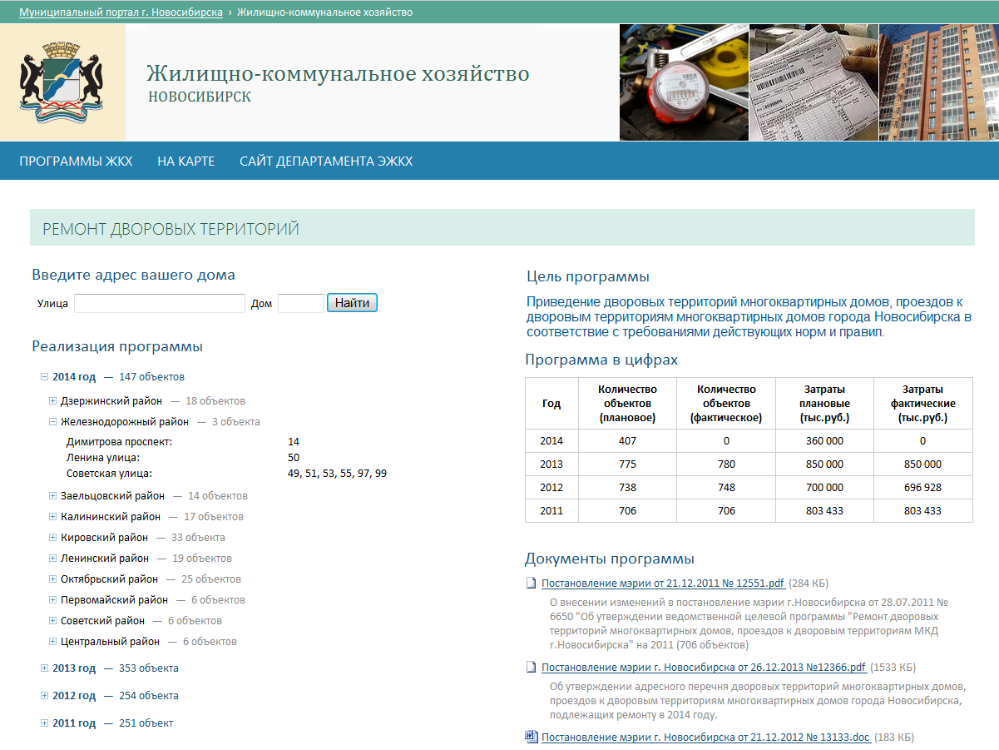 Муниципальный портал г. Новосибирска › Жилищно-коммунальное хозяйство
Жилищно-коммунальное хозяйство
НОВОСИБИРСК
ПРОГРАММЫ ЖКХ НА КАРТЕ САЙТ ДЕПАРТАМЕНТА ЭЖКХ
РЕМОНТ ДВОРОВЫХ ТЕРРИТОРИЙ
Введите адрес вашего дома
Улица Дом Найти
Реализация программы
2014 год — 147 объектов
Дзержинский район — 18 объектов
Железнодорожный район — 3 объекта
Димитрова проспект: 14
Ленина улица: 50
Советская улица: 49, 51, 53, 55, 97, 99
Заельцовский район — 14 объектов
Калининский район — 17 объектов
Кировский район — 33 объекта
Ленинский район — 19 объектов
Октябрьский район — 25 объектов
Первомайский район — 6 объектов
Советский район — 6 объектов
Центральный район — 6 объектов
2013 год — 353 объекта
2012 год — 254 объекта
2011 год — 251 объект
Цель программы
Приведение дворовых территорий многоквартирных домов, проездов к
дворовым территориям многоквартирных домов города Новосибирска в
соответствие с требованиями действующих норм и правил.
Программа в цифрах
Год Количество объектов (плановое) Количество объектов (фактическое) Затраты плановые (тыс.руб.) Затраты фактические (тыс.руб.)
2014 407 0 360 000 0
2013 775 780 850 000 850 000
2012 738 748 700 000 696 928
2011 706 706 803 433 803 433
Документы программы
Постановление мэрии от 21.12.2011 № 12551.pdf (284 КБ)
О внесении изменений в постановление мэрии г.Новосибирска от 28.07.2011 №
6650 "Об утверждении ведомственной целевой программы "Ремонт дворовых
территорий многоквартирных домов, проездов к дворовым территориям МКД
г.Новосибирска" на 2011 (706 объектов)
Постановление мэрии г. Новосибирска от 26.12.2013 №12366.pdf (1533 КБ)
Об утверждении адресного перечня дворовых территорий многоквартирных домов,
проездов к дворовым территориям многоквартирных домов города Новосибирска,
подлежащих ремонту в 2014 году.
Постановление мэрии г. Новосибирска от 21.12.2012 № 13133.doc (183 КБ)